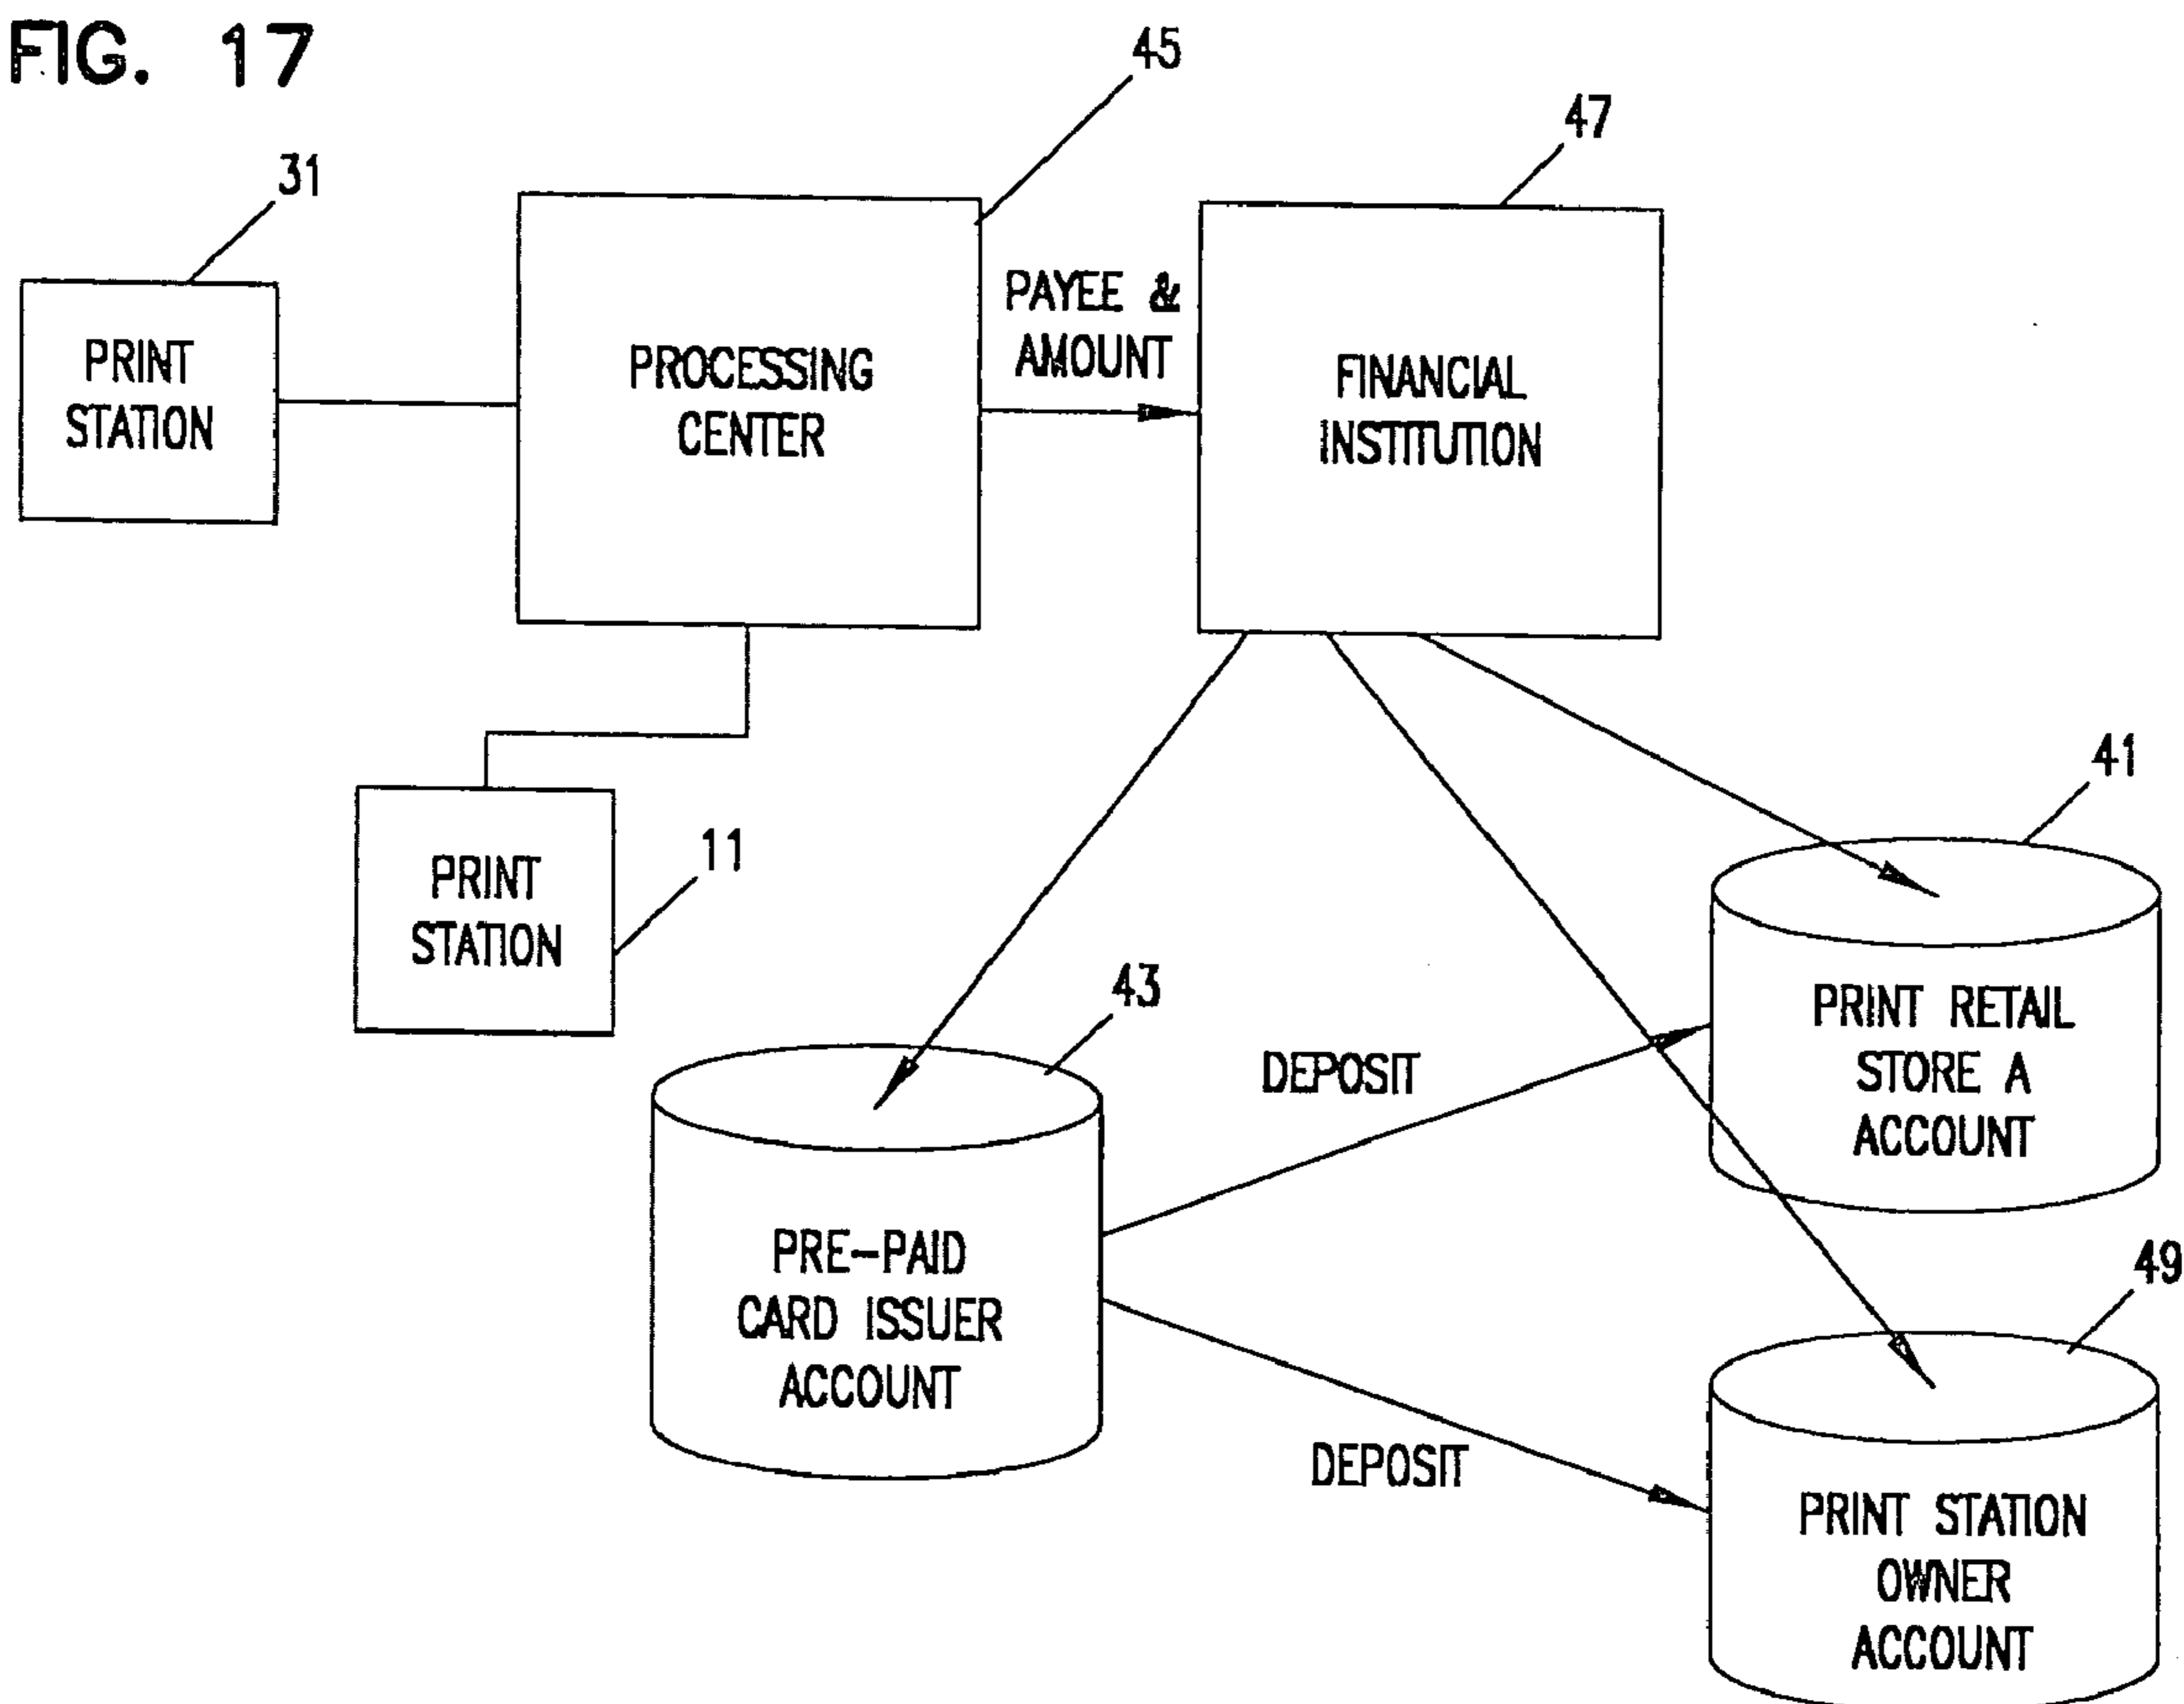 FIG. 17
45
47
31
PRINT
STATION
PROCESSING
CENTER
PAYEE &
AMOUNT
FINANCIAL
INSTITUTION
41
11
PRINT
STATION
43
PRINT RETAIL
STORE A
ACCOUNT
DEPOSIT
49
PRE-PAID
CARD ISSUER
ACCOUNT
DEPOSIT
PRINT STATION
OWNER
ACCOUNT